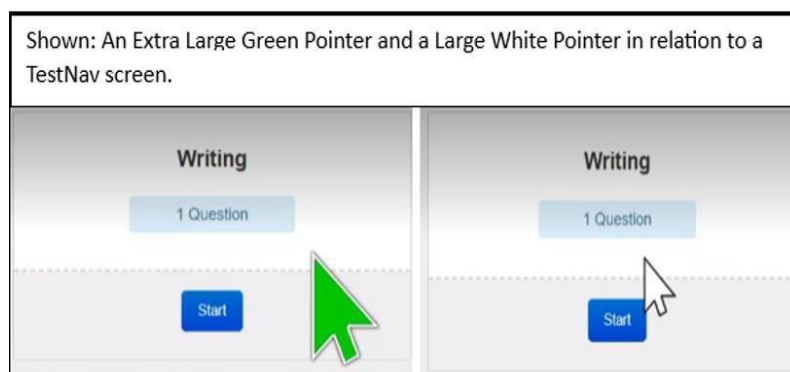 Shown: An Extra Large Green Pointer and a Large White Pointer in relation to a
TestNav screen.
Writing
1 Question
Start
Writing
1 Question
Start